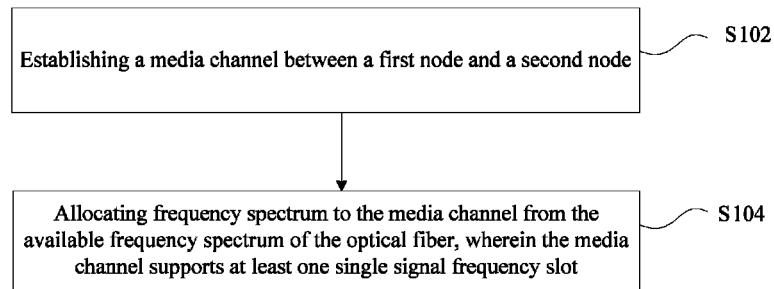 Establishing a media channel between a first node and a second node
S102
Allocating frequency spectrum to the media channel from the
available frequency spectrum of the optical fiber, wherein the media
channel supports at least one single signal frequency slot
S104